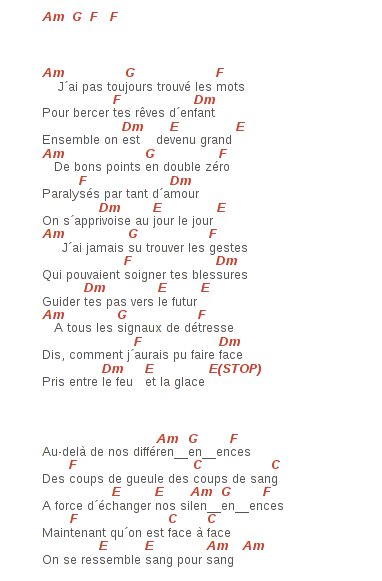 Am G F F
Am G F
J´ai pas toujours trouvé les mots
F Dm
Pour bercer tes rêves d´enfant
Dm E E
Ensemble on est devenu grand
Am G F
De bons points en double zéro
F Dm
Paralysés par tant d´amour
Dm E E
On s´apprivoise au jour le jour
Am G F
J´ai jamais su trouver les gestes
F Dm
Qui pouvaient soigner tes blessures
Dm E E
Guider tes pas vers le futur
Am G F
A tous les signaux de détresse
F Dm
Dis, comment j´aurais pu faire face
Dm E E(STOP)
Pris entre le feu et la glace
Am G F
Au-delà de nos différen__en__ences
F C C
Des coups de gueule des coups de sang
E E Am G F
A force d´échanger nos silen__en__ences
F C C
Maintenant qu´on est face à face
E E Am Am
On se ressemble sang pour sang